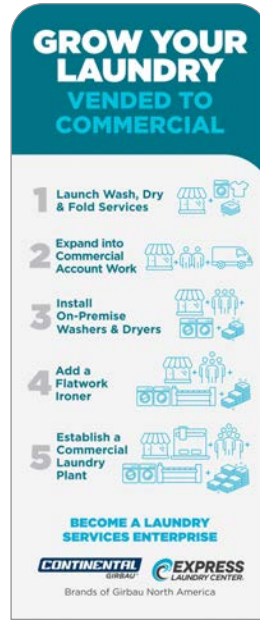 GROW YOUR
LAUNDRY
VENDED TO
COMMERCIAL
1 Launch Wash, Dry
& Fold Services
2 Expand into
Commercial
Account Work
3 Install
On-Premise
Washers & Dryers
4 Add a
Flatwork
Ironer
5 Establish a
Commercial
Laundry
Plant
BECOME A LAUNDRY
SERVICES ENTERPRISE
CONTINENTAL
GIRBAU
EXPRESS
LAUNDRY CENTER
Brands of Girbau North America